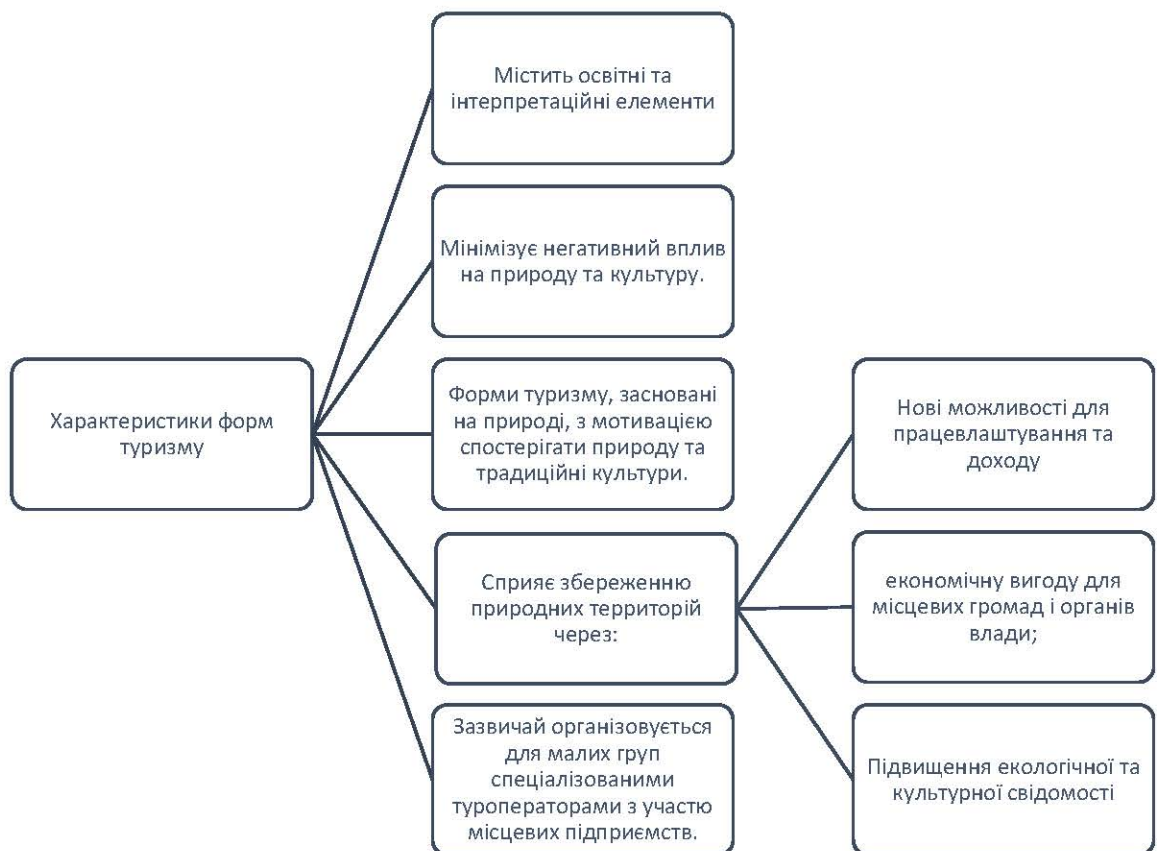 Характеристики форм
туризму
Містить освітні та
інтерпретаційні елементи
Мінімізує негативний вплив
на природу та культуру.
Форми туризму, засновані
на природі, з мотивацією
спостерігати природу та
традиційні культури.
Сприяє збереженню
природних территорій
через:
Зазвичай організовується
для малих груп
спеціалізованими
туроператорами з участю
місцевих підприємств.
Нові можливості для
працевлаштування та
доходу
економічну вигоду для
місцевих громад і органів
влади;
Підвищення екологічної та
культурної свідомості